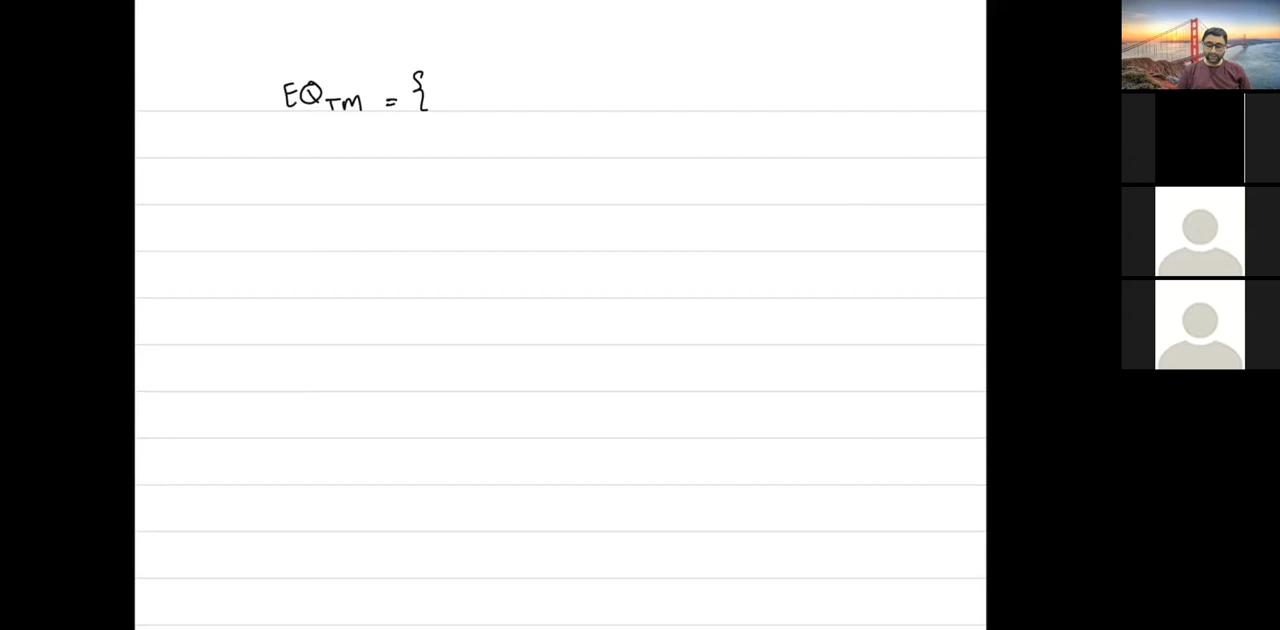 EQ_TM = {